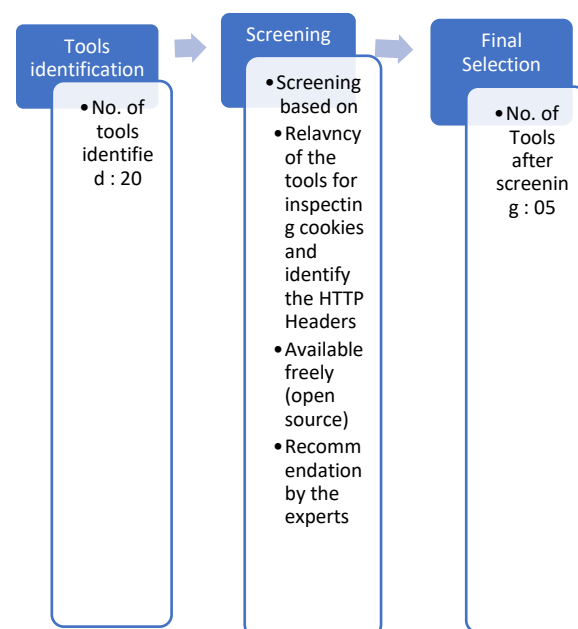 Tools
identification
•No. of
tools
identifie
d : 20
Screening
•Screening
based on
•Relavncy
of the
tools for
inspectin
g cookies
and
identify
the HTTP
Headers
•Available
freely
(open
source)
•Recomm
endation
by the
experts
Final
Selection
•No. of
Tools
after
screenin
g : 05